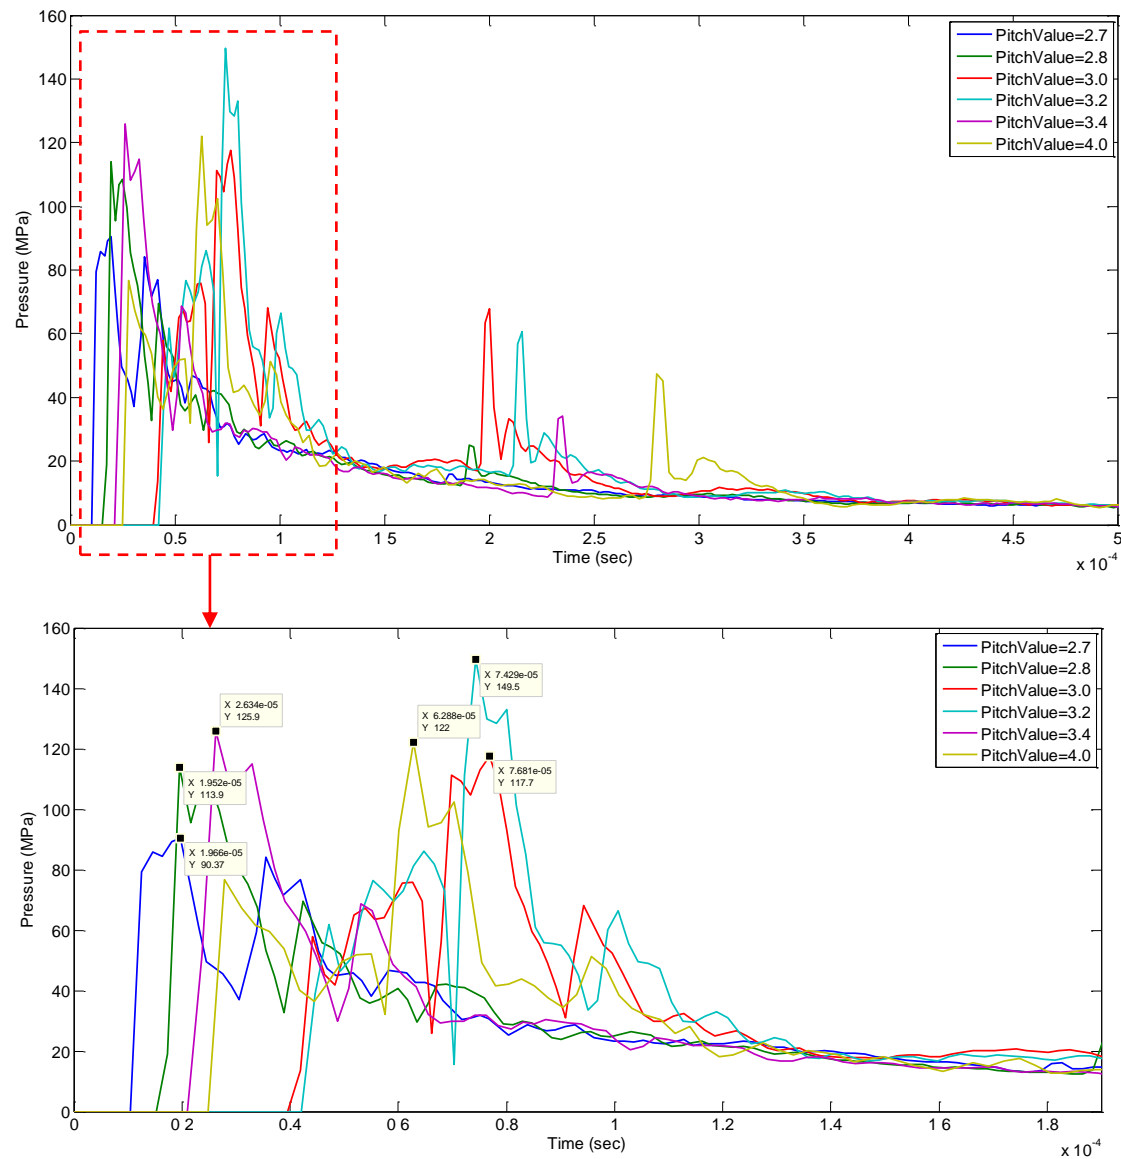 160
140
120
100
80
60
40
20
0
Pressure (MPa)
0 0.5 1 1.5 2 2.5 3 3.5 4 4.5 5
Time (sec)
x 10-4
PitchValue=2.7
PitchValue=2.8
PitchValue=3.0
PitchValue=3.2
PitchValue=3.4
PitchValue=4.0
160
140
120
100
80
60
40
20
0
Pressure (MPa)
X 7.429e-05
Y 149.5
X 2.634e-05
Y 125.9
X 6.288e-05
Y 122
X 7.681e-05
Y 117.7
X 1.952e-05
Y 113.9
X 1.966e-05
Y 90.37
PitchValue=2.7
PitchValue=2.8
PitchValue=3.0
PitchValue=3.2
PitchValue=3.4
PitchValue=4.0
0 0 2 0.4 0.6 0.8 1 1.2 1.4 1.6 1.8
Time (sec)
x 10-4